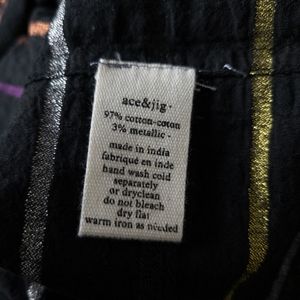 ace&jig.
97% cotton-coton
3% metallic.
made in india
fabriqué en inde
hand wash cold
separately
or dryclean
do not bleach
dry flat
warm iron as needed